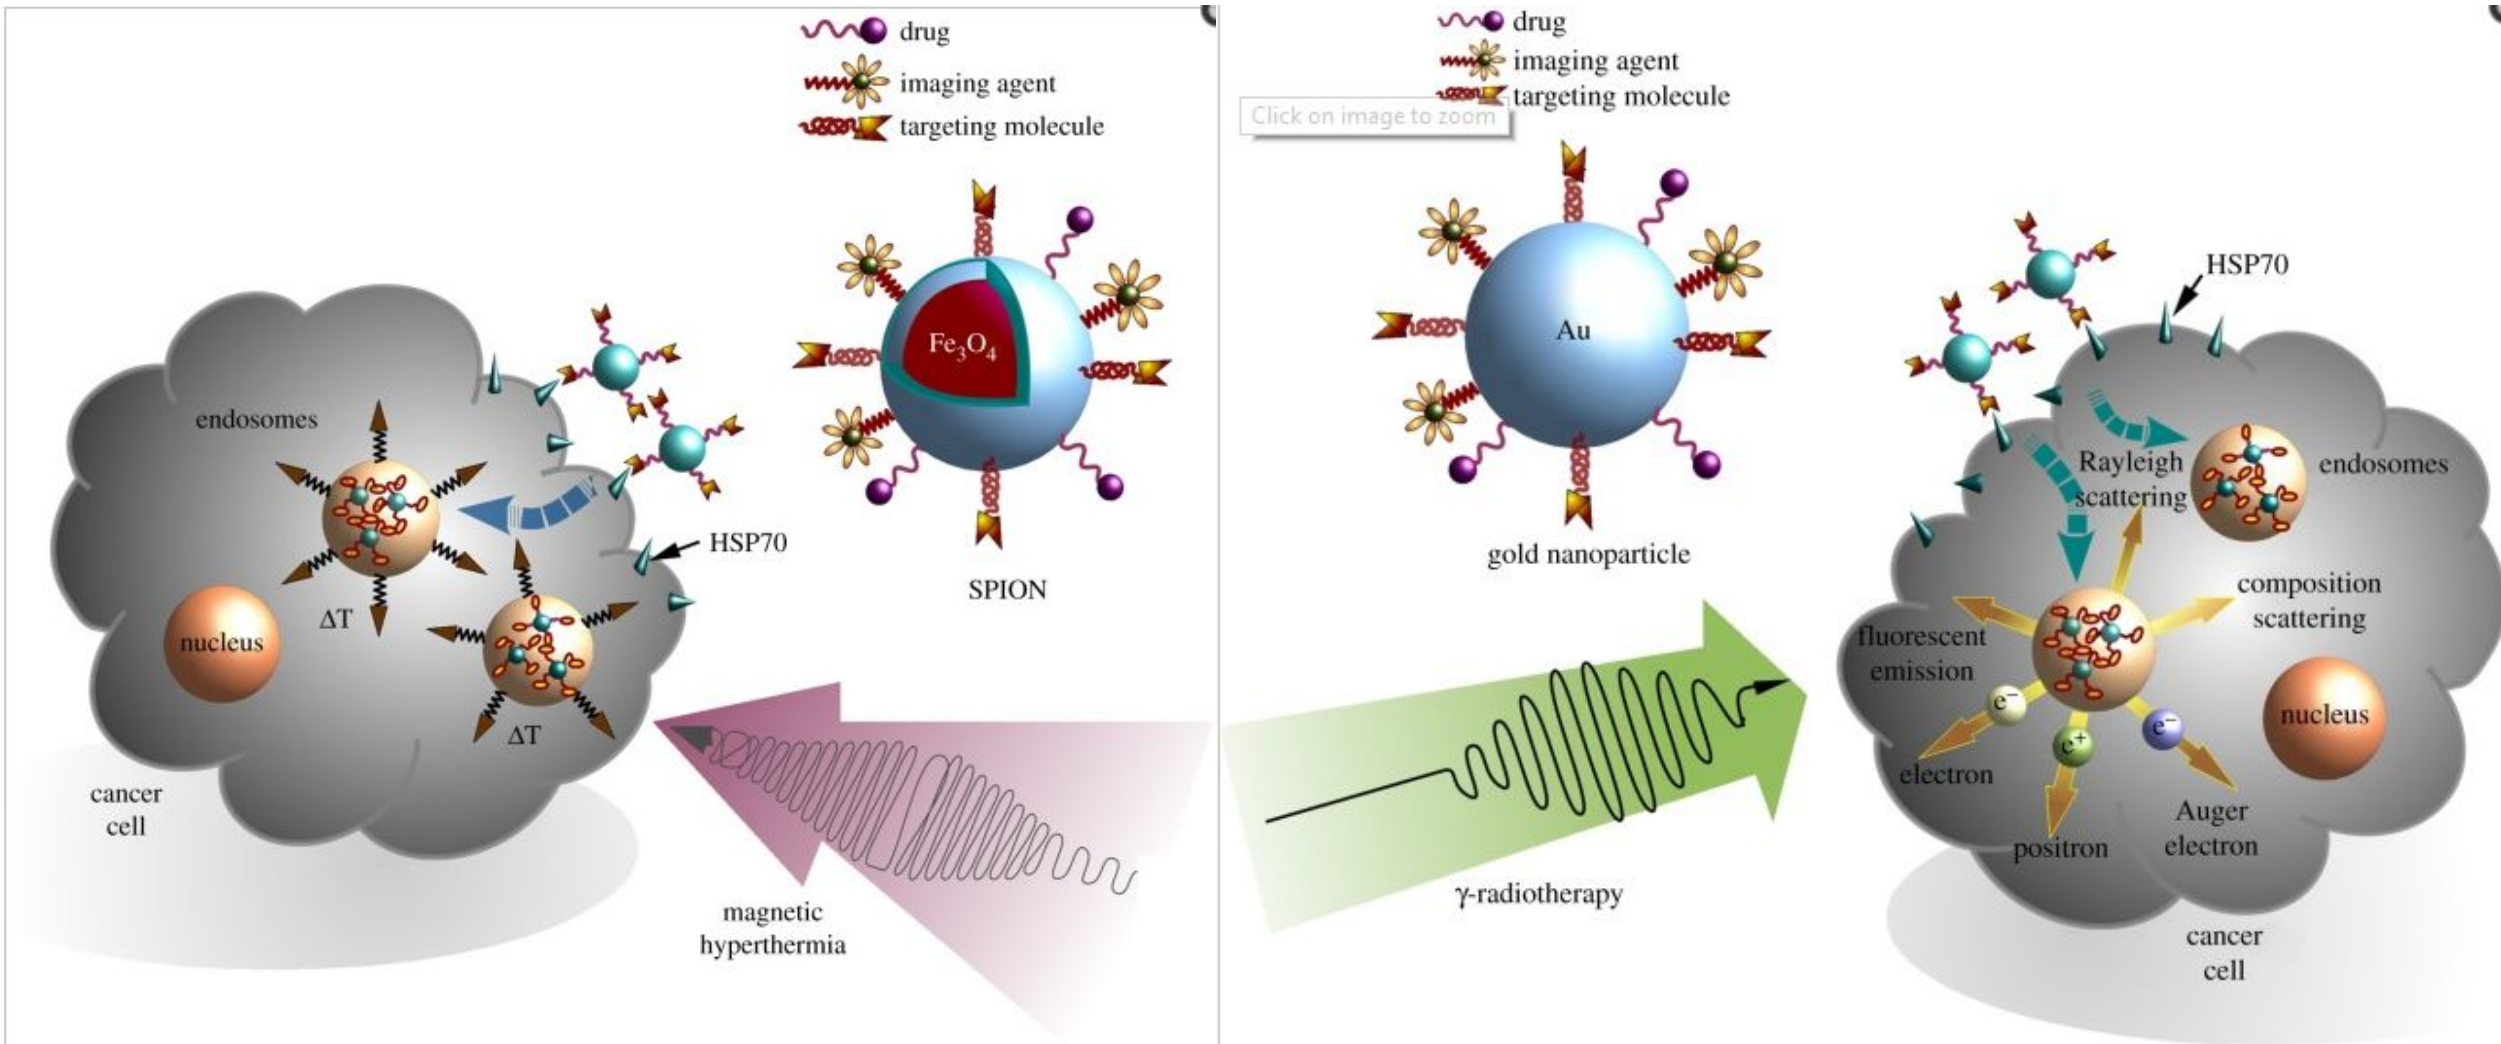 drug
imaging agent
targeting molecule
Fe3O4
SPION
endosomes
HSP70
ΔT
nucleus
ΔT
cancer
cell
magnetic
hyperthermia
drug
imaging agent
targeting molecule
Click on image to zoom
Au
gold nanoparticle
γ-radiotherapy
HSP70
Rayleigh
scattering
endosomes
composition
scattering
fluorescent
emission
nucleus
e−
e+
e−
electron
positron
Auger
electron
cancer
cell